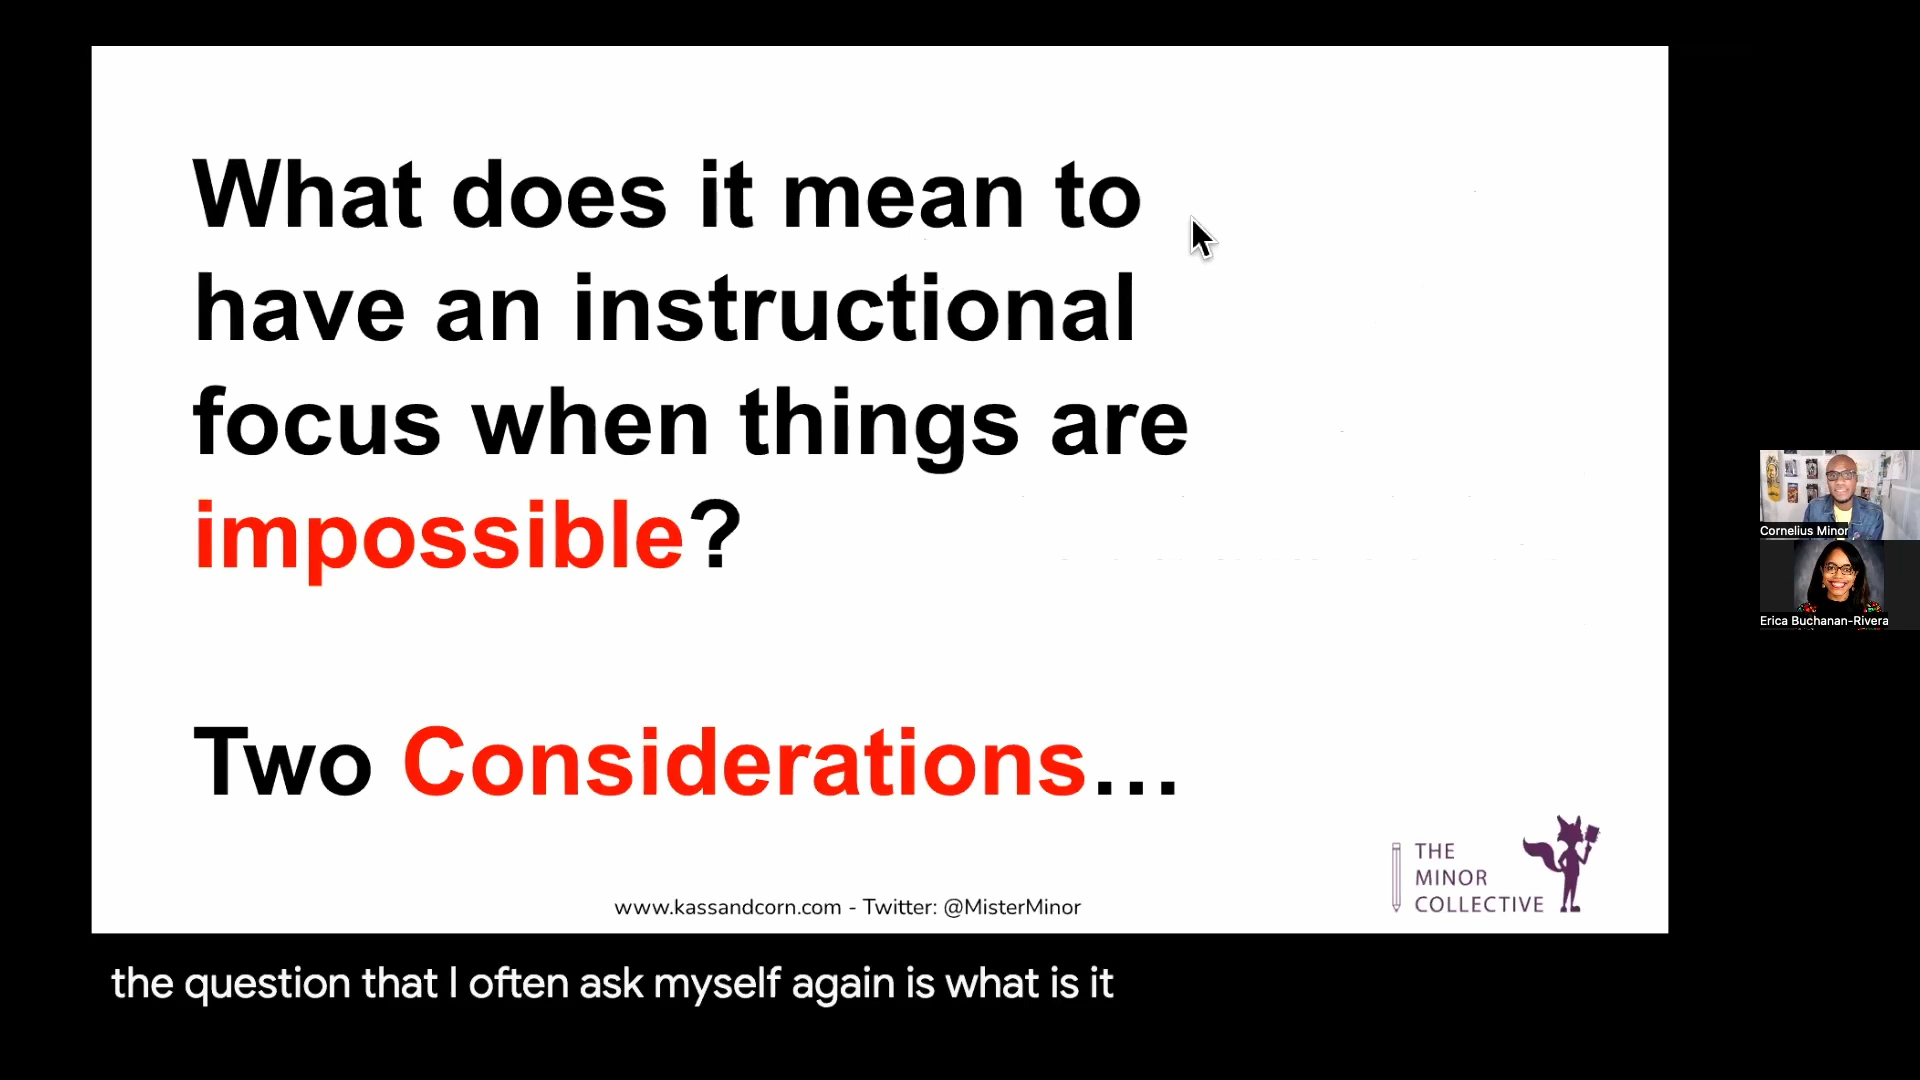 What does it mean to
have an instructional
focus when things are
impossible?
Two Considerations...
www.kassandcorn.com - Twitter: @MisterMinor
THE
MINOR
COLLECTIVE
Cornelius Minor
Erica Buchanan-Rivera
the question that I often ask myself again is what is it